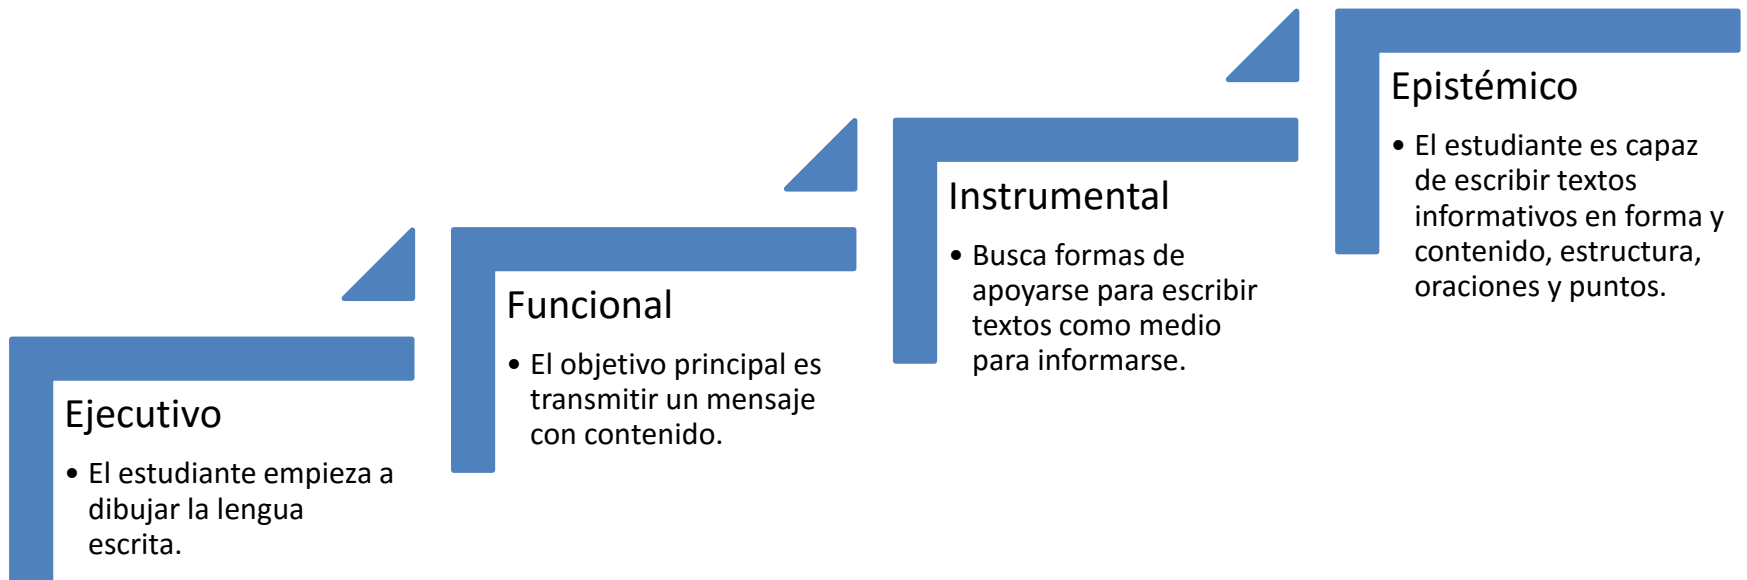 Ejecutivo
• El estudiante empieza a
dibujar la lengua
escrita.
Funcional
• El objetivo principal es
transmitir un mensaje
con contenido.
Instrumental
• Busca formas de
apoyarse para escribir
textos como medio
para informarse.
Epistémico
• El estudiante es capaz
de escribir textos
informativos en forma y
contenido, estructura,
oraciones y puntos.